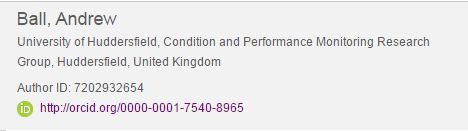 Ball, Andrew
University of Huddersfield, Condition and Performance Monitoring Research
Group, Huddersfield, United Kingdom
Author ID: 7202932654
iD http://orcid.org/0000-0001-7540-8965